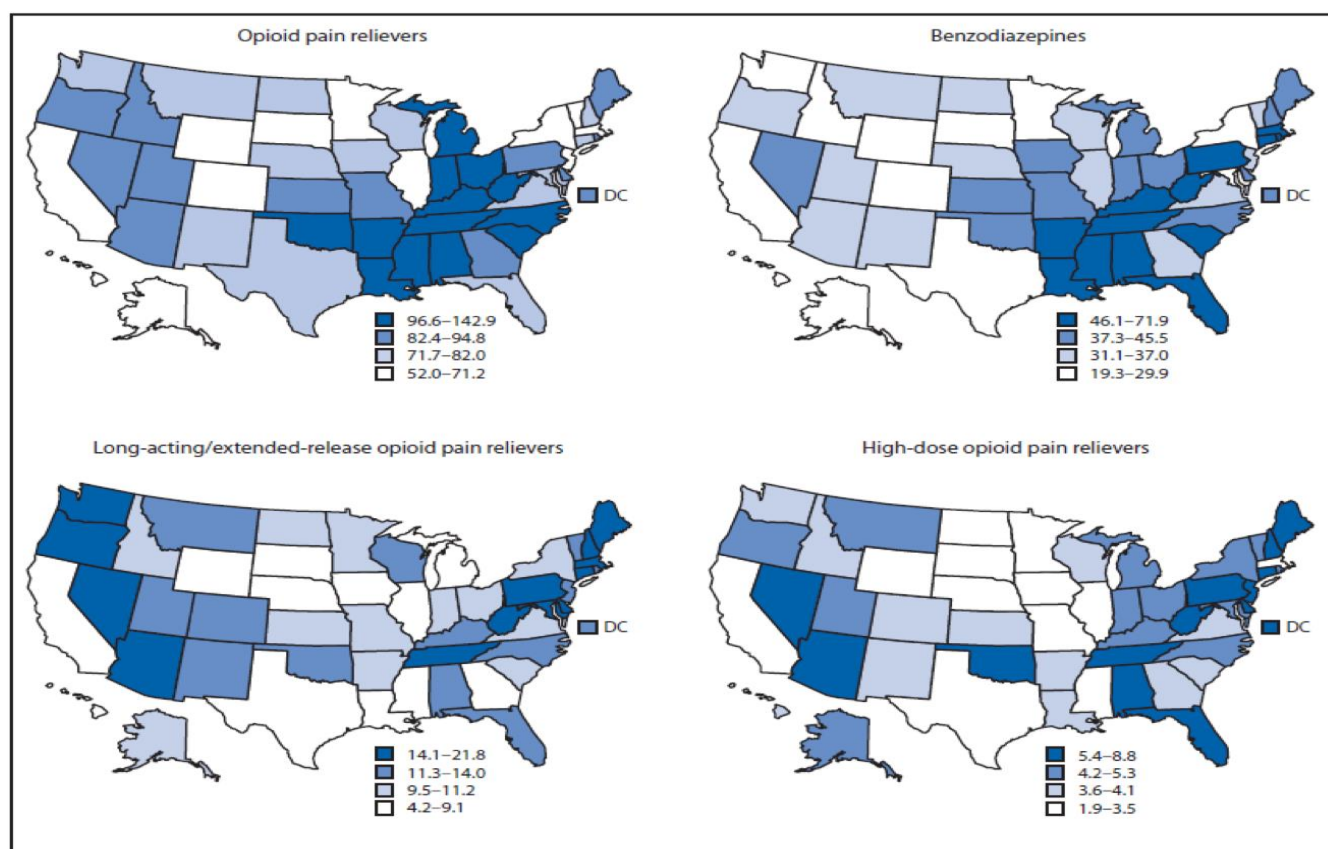 Opioid pain relievers
DC
96.6–142.9
82.4–94.8
71.7–82.0
52.0–71.2
Benzodiazepines
DC
46.1–71.9
37.3–45.5
31.1–37.0
19.3–29.9
Long-acting/extended-release opioid pain relievers
DC
14.1–21.8
11.3–14.0
9.5–11.2
4.2–9.1
High-dose opioid pain relievers
DC
5.4–8.8
4.2–5.3
3.6–4.1
1.9–3.5